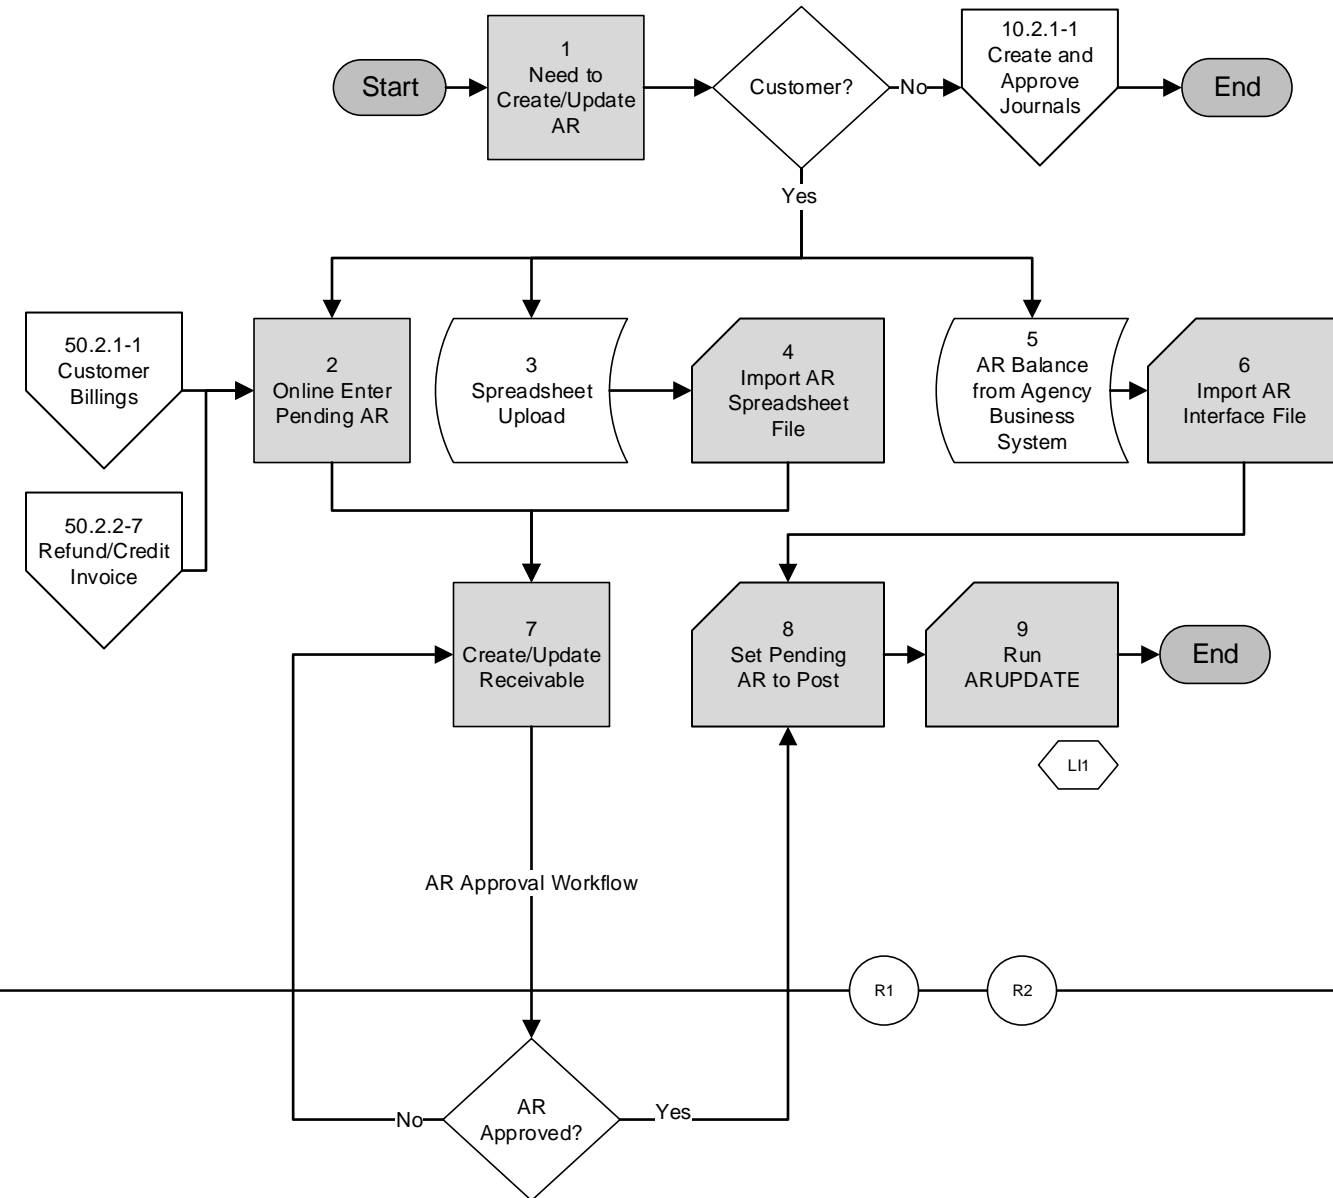 Start
1
Need to
Create/Update
AR
Customer?
No
10.2.1-1
Create and
Approve
Journals
End
Yes
50.2.1-1
Customer
Billings
2
Online Enter
Pending AR
3
Spreadsheet
Upload
4
Import AR
Spreadsheet
File
5
AR Balance
from Agency
Business
System
6
Import AR
Interface File
50.2.2-7
Refund/Credit
Invoice
7
Create/Update
Receivable
8
Set Pending
AR to Post
9
Run
ARUPDATE
End
LI1
AR Approval Workflow
R1
R2
AR
Approved?
No
Yes